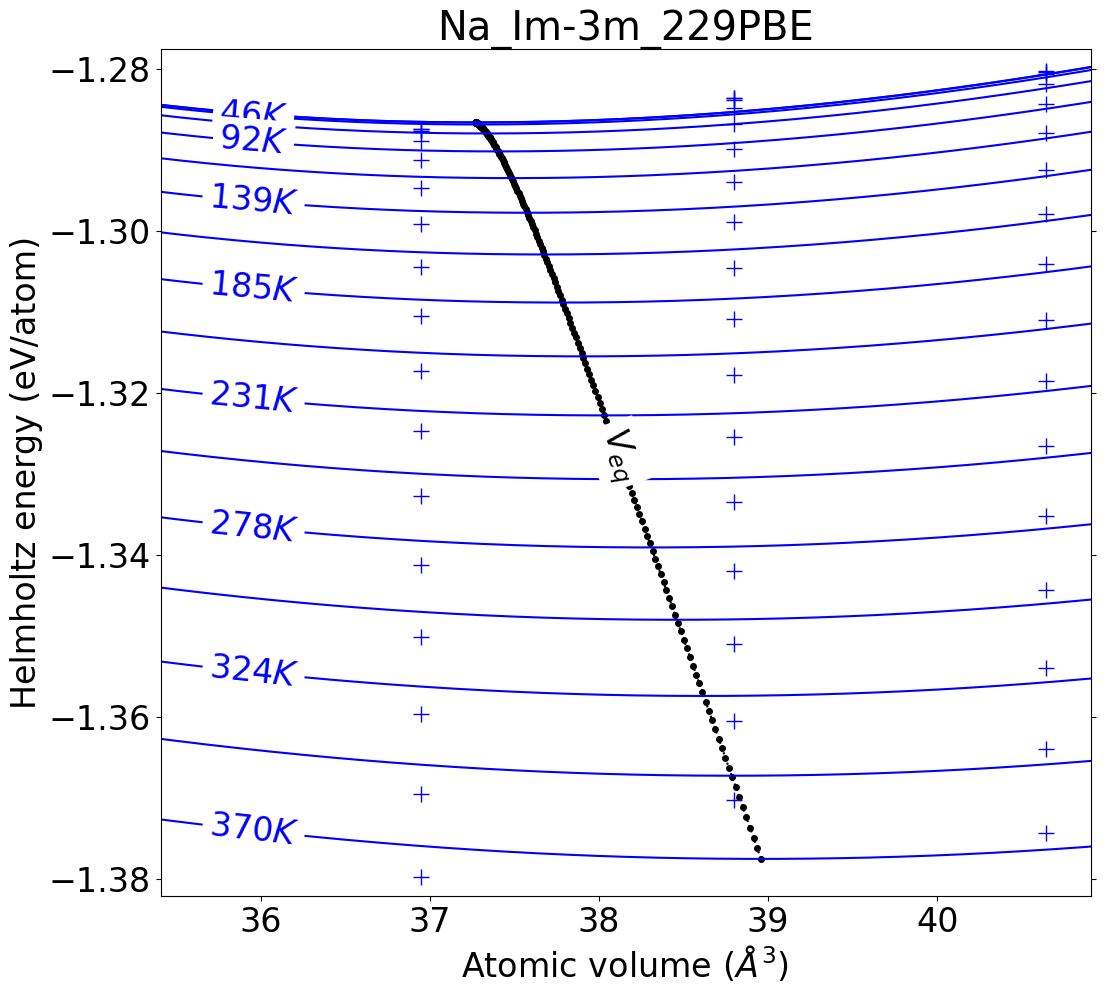 Na_Im-3m_229PBE
Helmholtz energy (eV/atom)
−1.28
−1.30
−1.32
−1.34
−1.36
−1.38
46K
92K
139K
185K
231K
278K
324K
370K
V_eq
36 37 38 39 40
Atomic volume (Å^3)